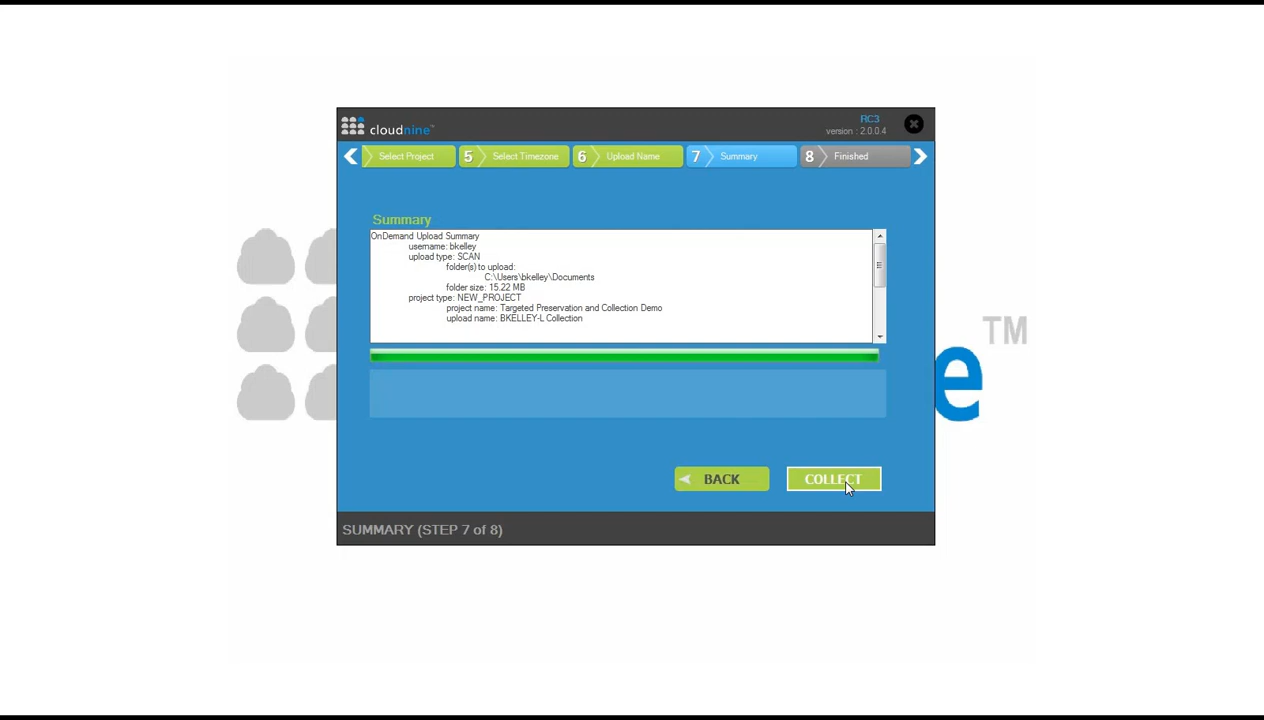 cloudnine™
RC3
version : 2.0.0.4
Select Project
5 Select Timezone
6 Upload Name
7 Summary
8 Finished
Summary
OnDemand Upload Summary
username: bkelley
upload type: SCAN
folder(s) to upload:
C:\Users\bkelley\Documents
folder size: 15.22 MB
project type: NEW_PROJECT
project name: Targeted Preservation and Collection Demo
upload name: BKELLEY-L Collection
TM
e
BACK
COLLECT
SUMMARY (STEP 7 of 8)